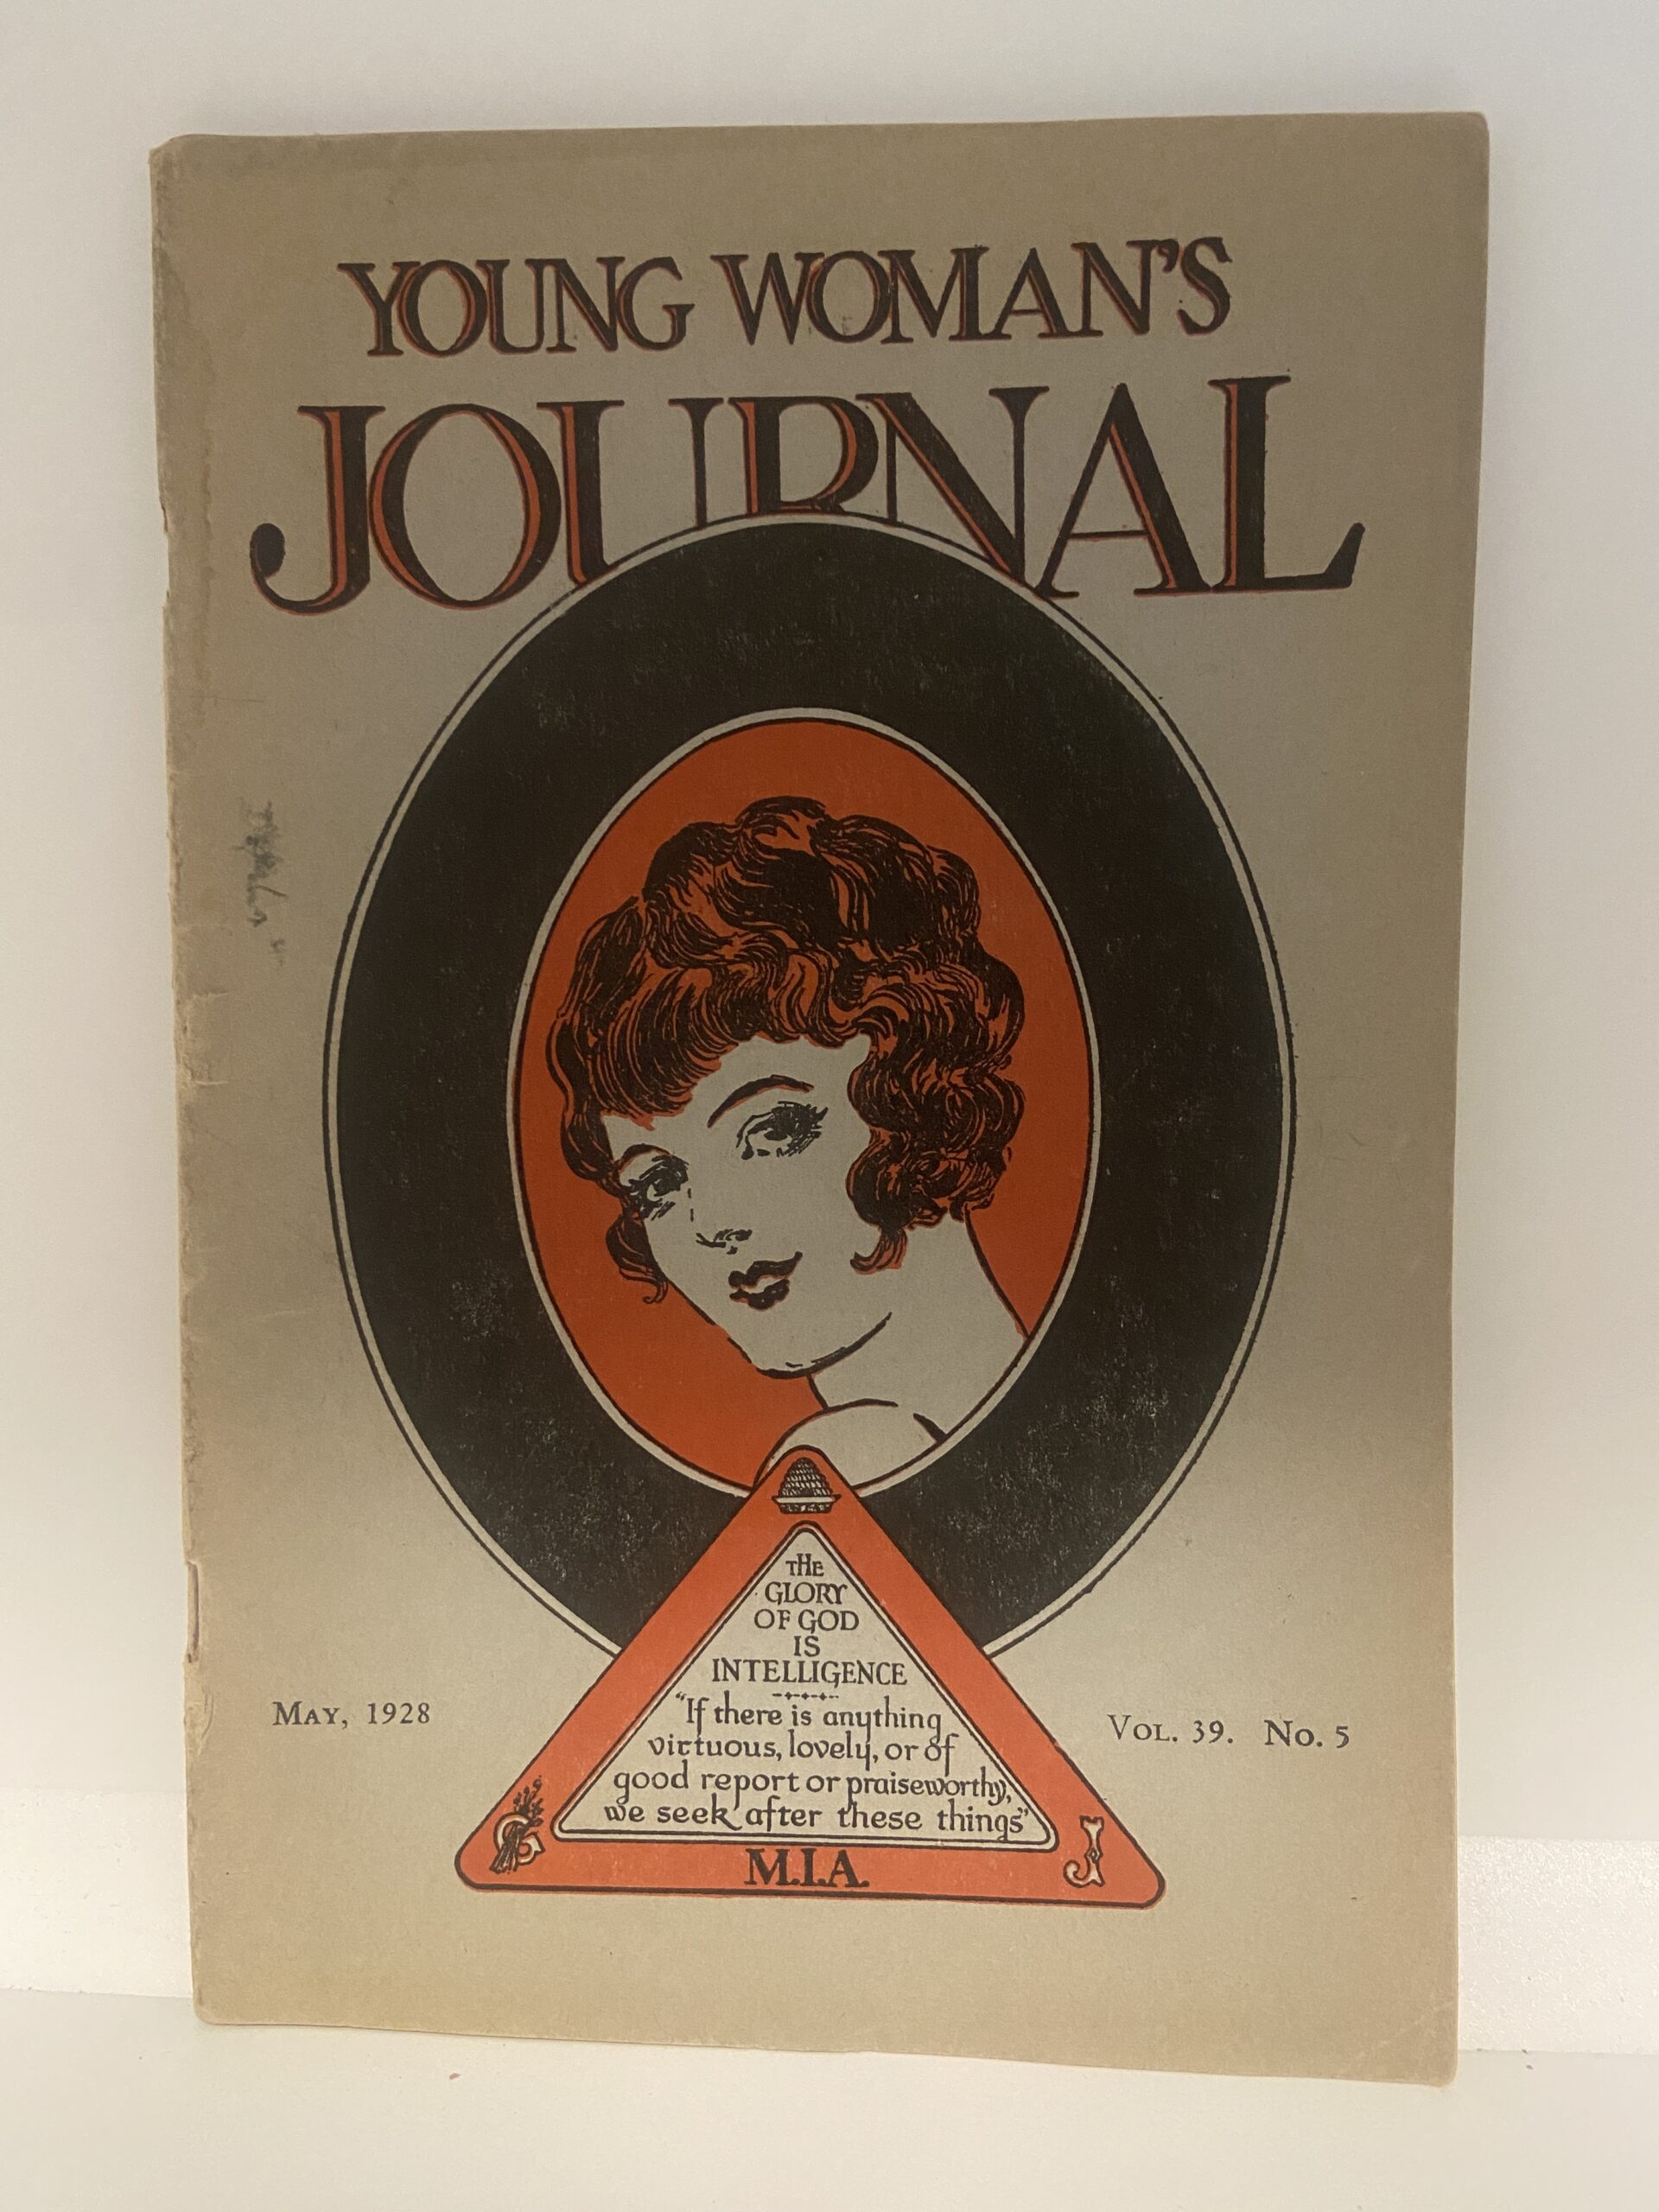 YOUNG WOMAN'S
JOURNAL
THE
GLORY
OF GOD
IS
INTELLIGENCE
"If there is anything
virtuous, lovely, or of
good report or praiseworthy,
we seek after these things"
MAY, 1928
VOL. 39. No. 5
G
J
M.I.A.